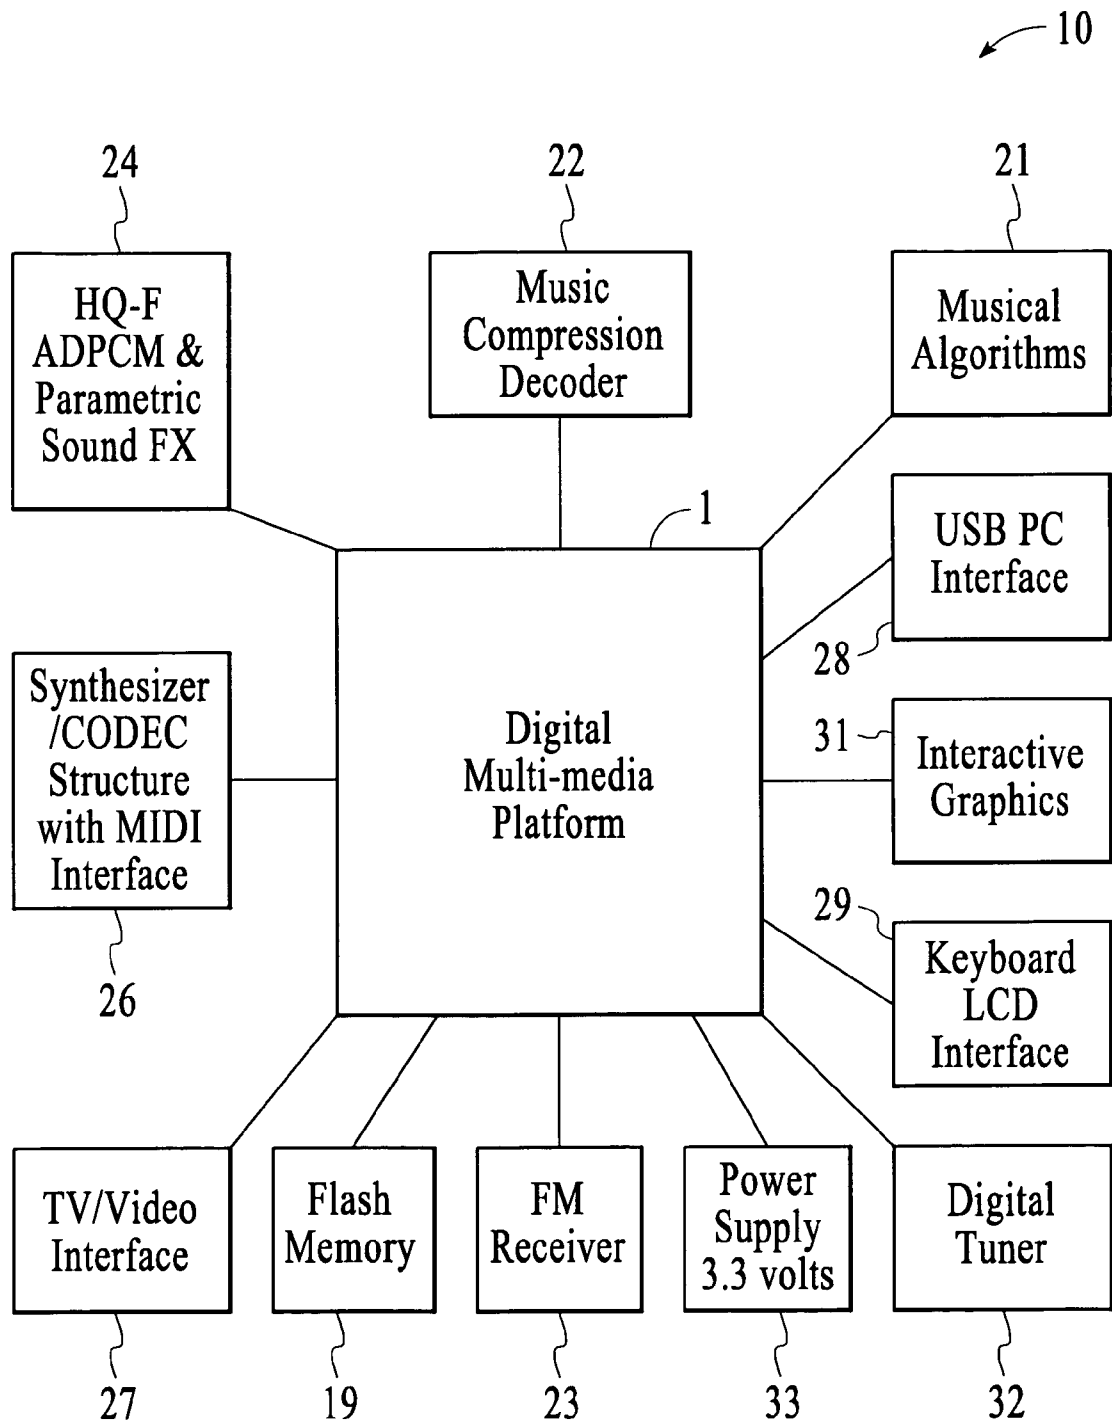 10
24
22
21
HQ-F
ADPCM &
Parametric
Sound FX
Music
Compression
Decoder
Musical
Algorithms
1
USB PC
Interface
28
Synthesizer
/CODEC
Structure
with MIDI
Interface
26
Digital
Multi-media
Platform
31
Interactive
Graphics
29
Keyboard
LCD
Interface
TV/Video
Interface
Flash
Memory
FM
Receiver
Power
Supply
3.3 volts
Digital
Tuner
27
19
23
33
32